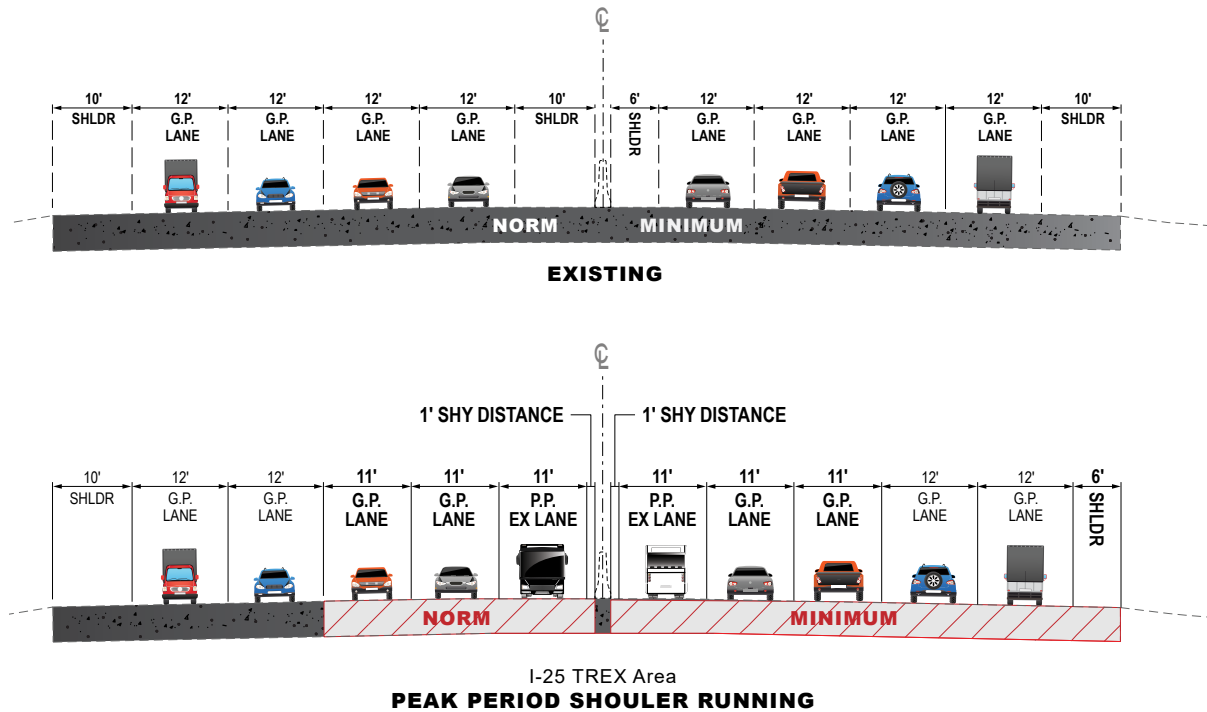 ℄
10' 12' 12' 12' 12' 10' 6' 12' 12' 12' 12' 10'
SHLDR G.P. LANE G.P. LANE G.P. LANE G.P. LANE SHLDR SHLDR G.P. LANE G.P. LANE G.P. LANE G.P. LANE SHLDR
NORM MINIMUM
EXISTING
℄
1' SHY DISTANCE 1' SHY DISTANCE
10' 12' 12' 11' 11' 11' 11' 11' 11' 12' 12' 6'
SHLDR G.P. LANE G.P. LANE G.P. LANE G.P. LANE P.P. EX LANE P.P. EX LANE G.P. LANE G.P. LANE G.P. LANE G.P. LANE SHLDR
NORM MINIMUM
I-25 TREX Area
PEAK PERIOD SHOULER RUNNING